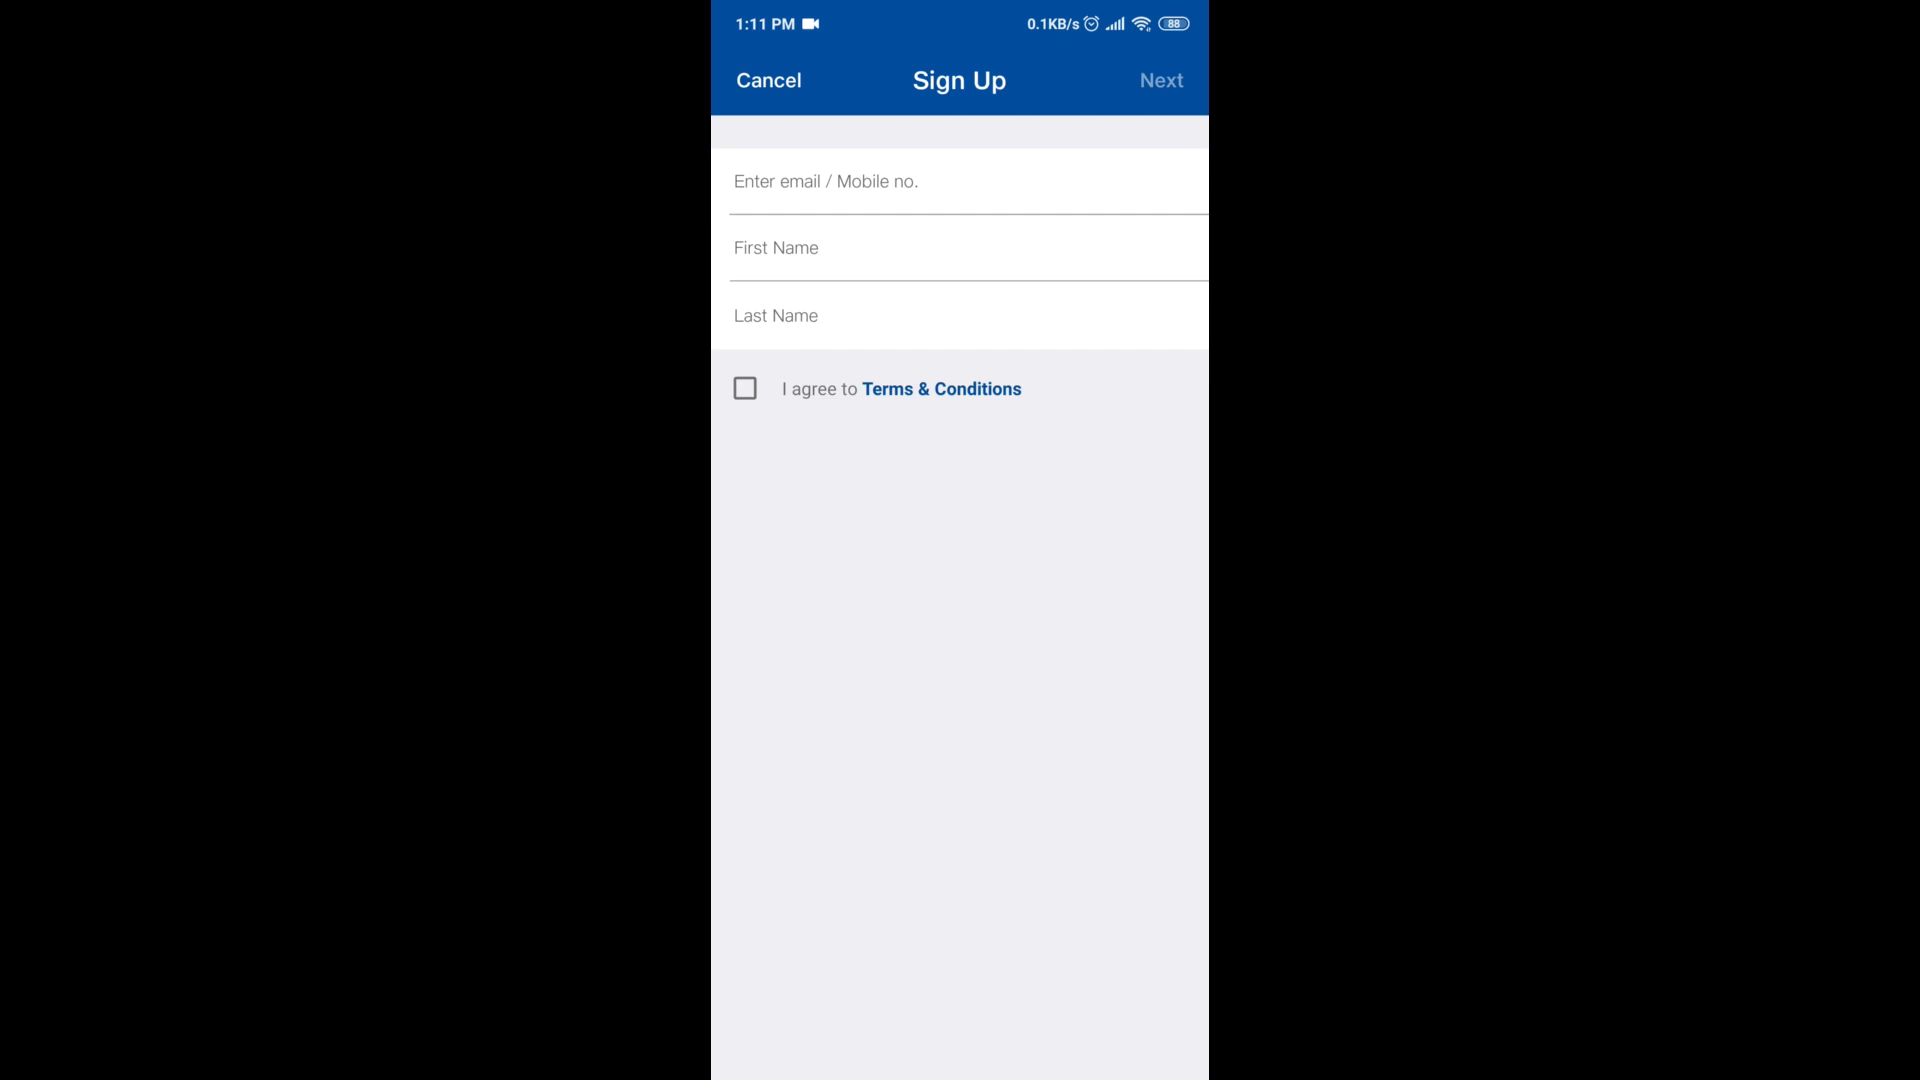 1:11 PM 0.1KB/s 88
Cancel Sign Up Next
Enter email / Mobile no.
First Name
Last Name
I agree to Terms & Conditions